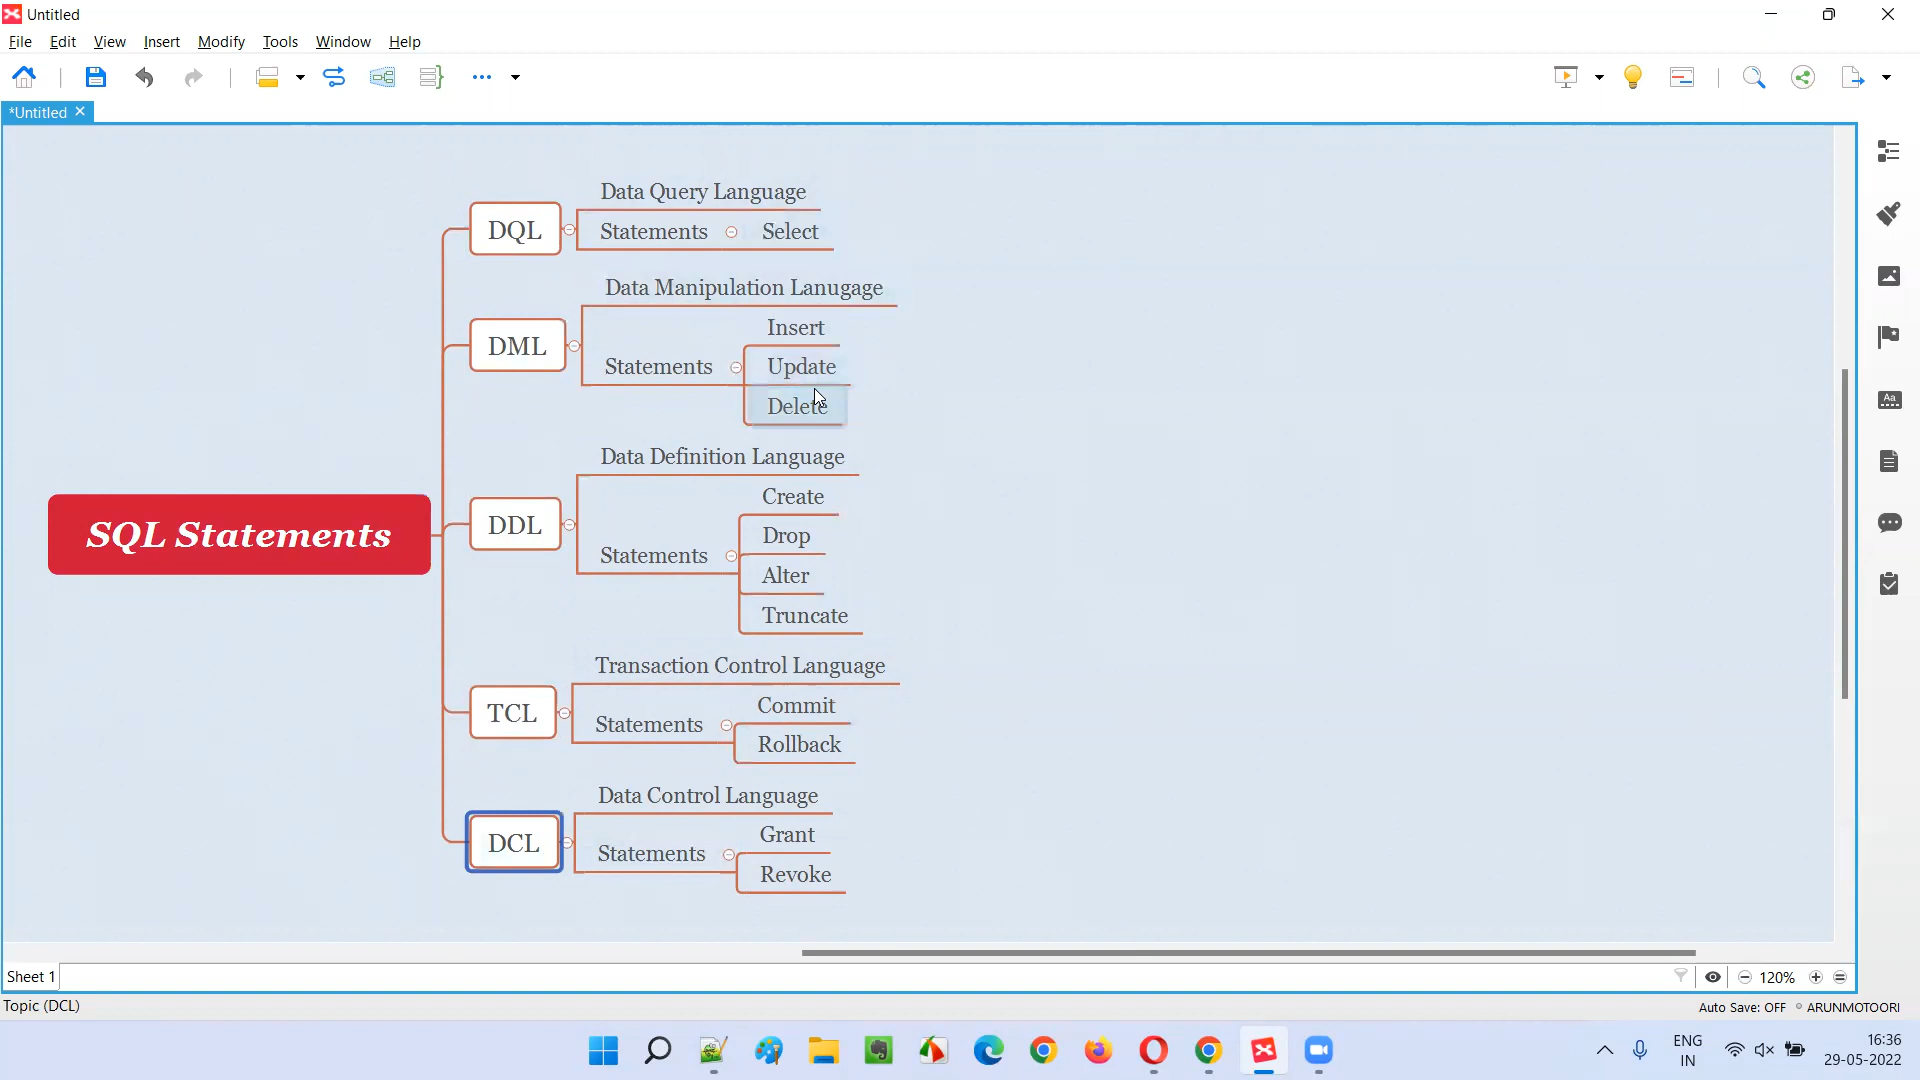 Untitled
File Edit View Insert Modify Tools Window Help
*Untitled
Data Query Language
DQL
Statements
Select
Data Manipulation Lanugage
Insert
DML
Statements
Update
Delete
Data Definition Language
Create
DDL
Drop
Statements
Alter
Truncate
SQL Statements
Transaction Control Language
Commit
TCL
Statements
Rollback
Data Control Language
Grant
DCL
Statements
Revoke
Sheet 1
120%
Topic (DCL)
Auto Save: OFF
ARUNMOTOORI
ENG
IN
16:36
29-05-2022
Aa